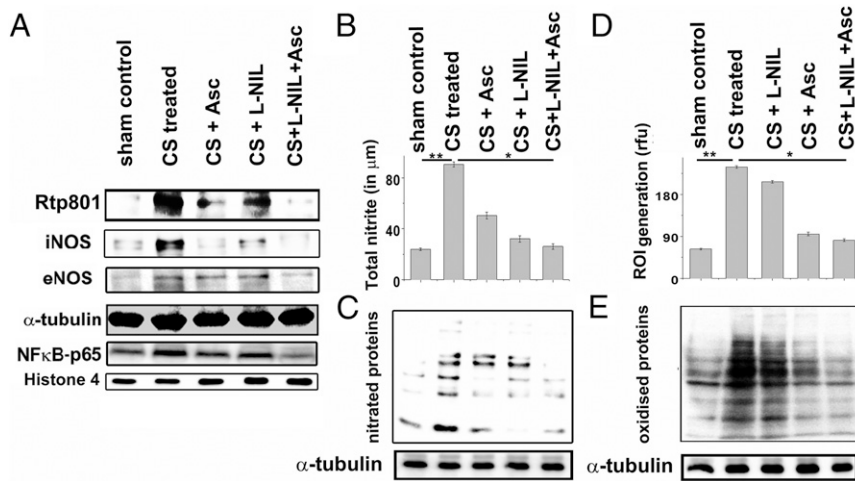 A
sham control
CS treated
CS + Asc
CS + L-NIL
CS+L-NIL+Asc
Rtp801
iNOS
eNOS
α-tubulin
NFκB-p65
Histone 4
B
sham control
CS treated
CS + Asc
CS + L-NIL
CS+L-NIL+Asc
Total nitrite (in μm)
80
40
0
**
*
C
nitrated proteins
α-tubulin
D
sham control
CS treated
CS + L-NIL
CS + Asc
CS+L-NIL+Asc
ROI generation (rfu)
180
90
0
**
*
E
oxidised proteins
α-tubulin